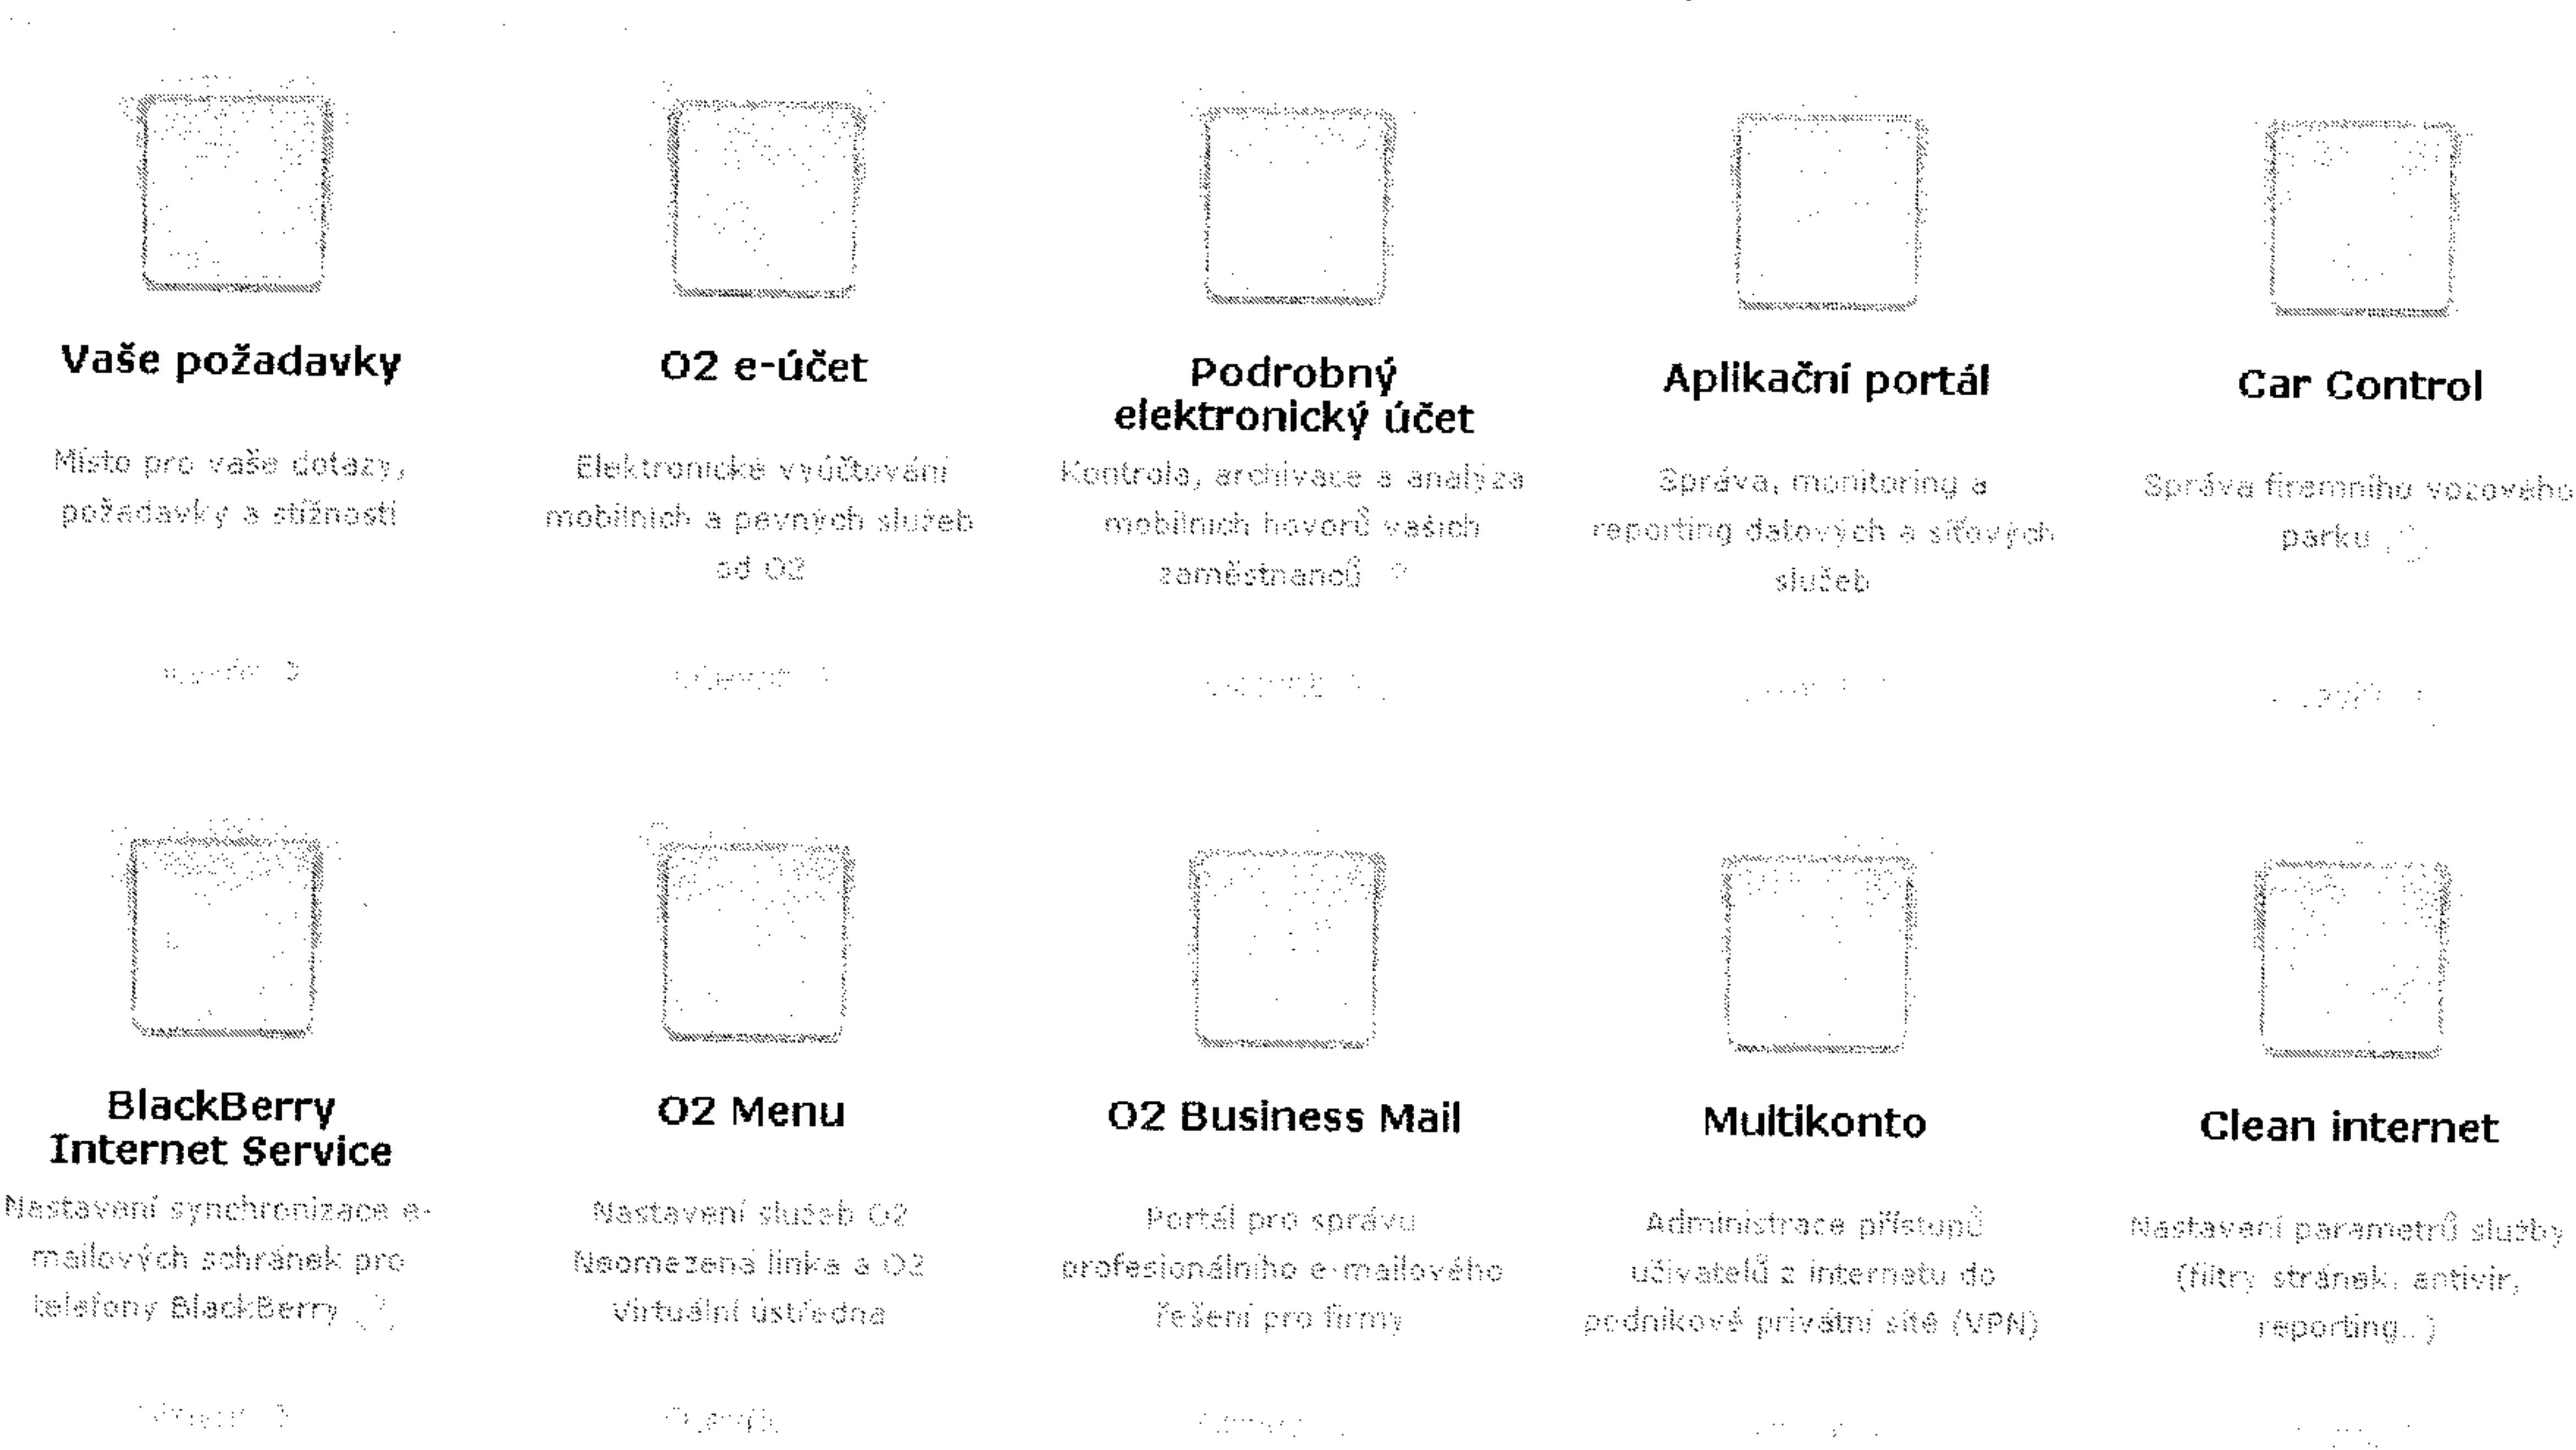 Vaše požadavky
Místo pro vaše dotazy,
požadavky a stížnosti
O2 e-účet
Elektronické vyúčtování
mobilních a pevných služeb
od O2
Podrobný
elektronický účet
Kontrola, archivace a analýza
mobilních hovorů vašich
zaměstnanců
Aplikační portál
Správa, monitoring a
reporting datových a síťových
služeb
Car Control
Správa firemního vozového
parku
BlackBerry
Internet Service
Nastavení synchronizace e-
mailových schránek pro
telefony BlackBerry
O2 Menu
Nastavení služeb O2
Neomezená linka a O2
Virtuální ústředna
O2 Business Mail
Portál pro správu
profesionálního e-mailového
řešení pro firmy
Multikonto
Administrace přístupů
uživatelů z internetu do
podnikové privátní sítě (VPN)
Clean internet
Nastavení parametrů služby
(filtry stránek, antivir,
reporting..)